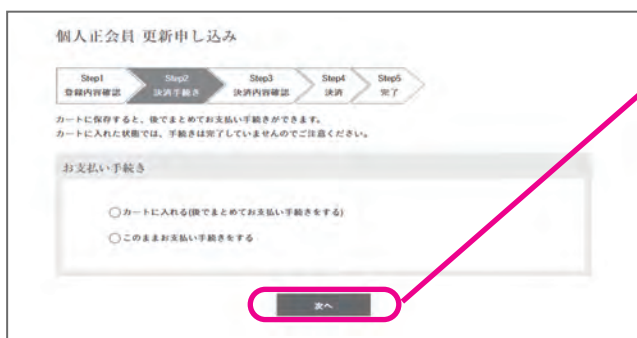 個人正会員 更新申し込み
Step1 Step2 Step3 Step4 Step5
登録内容確認 決済手続き 決済内容確認 決済 完了
カートに保存すると、後でまとめてお支払い手続きができます。
カートに入れた状態では、手続きは完了していませんのでご注意ください。
お支払い手続き
カートに入れる(後でまとめてお支払い手続きをする)
このままお支払い手続きをする
次へ